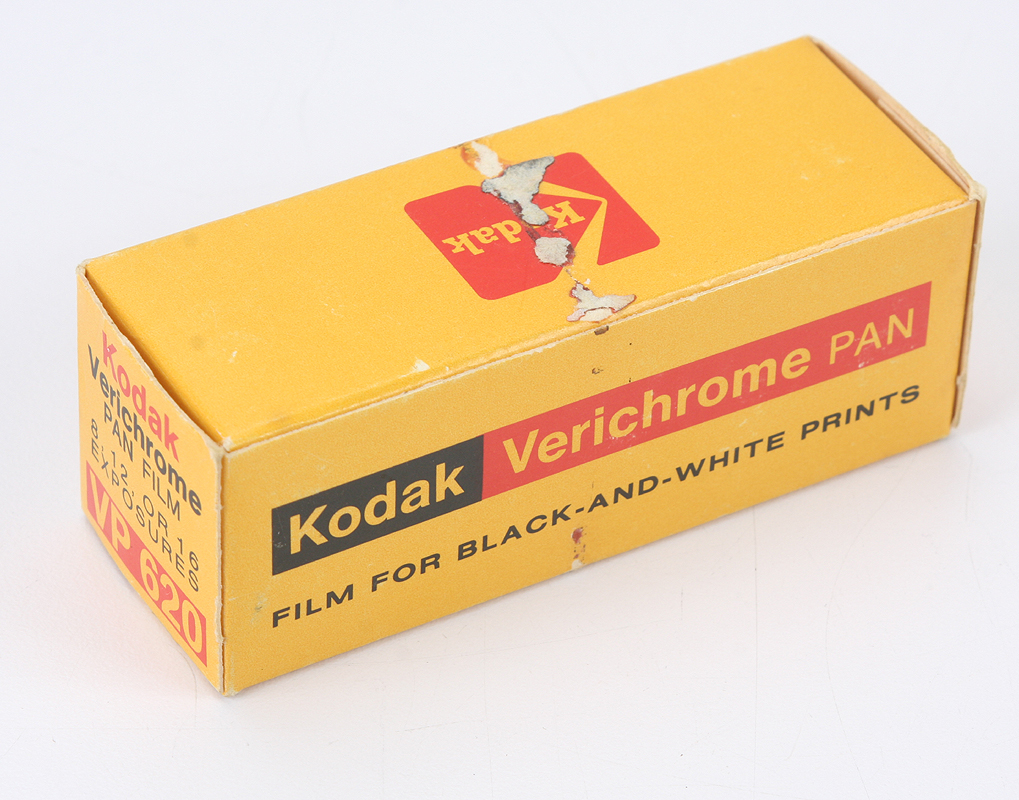 Kodak
Kodak Verichrome PAN
FILM FOR BLACK-AND-WHITE PRINTS
Kodak
Verichrome
PAN FILM
8, 12, OR 16
EXPOSURES
VP 620